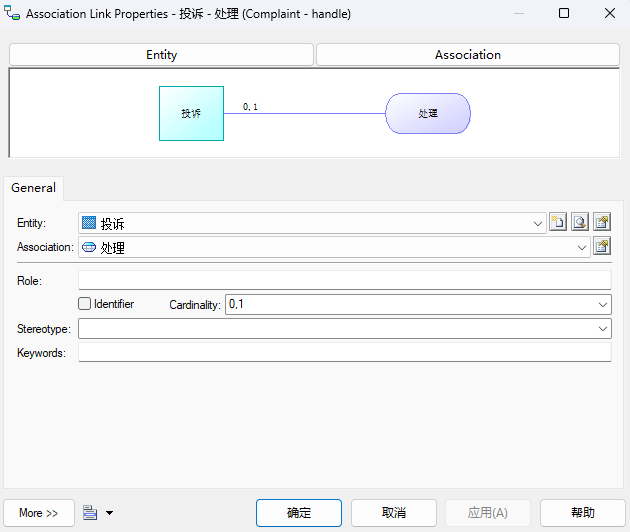 Association Link Properties - 投诉 - 处理 (Complaint - handle)
Entity Association
投诉 0, 1 处理
General
Entity: 投诉
Association: 处理
Role:
Identifier Cardinality: 0,1
Stereotype:
Keywords:
More >> 确定 取消 应用(A) 帮助